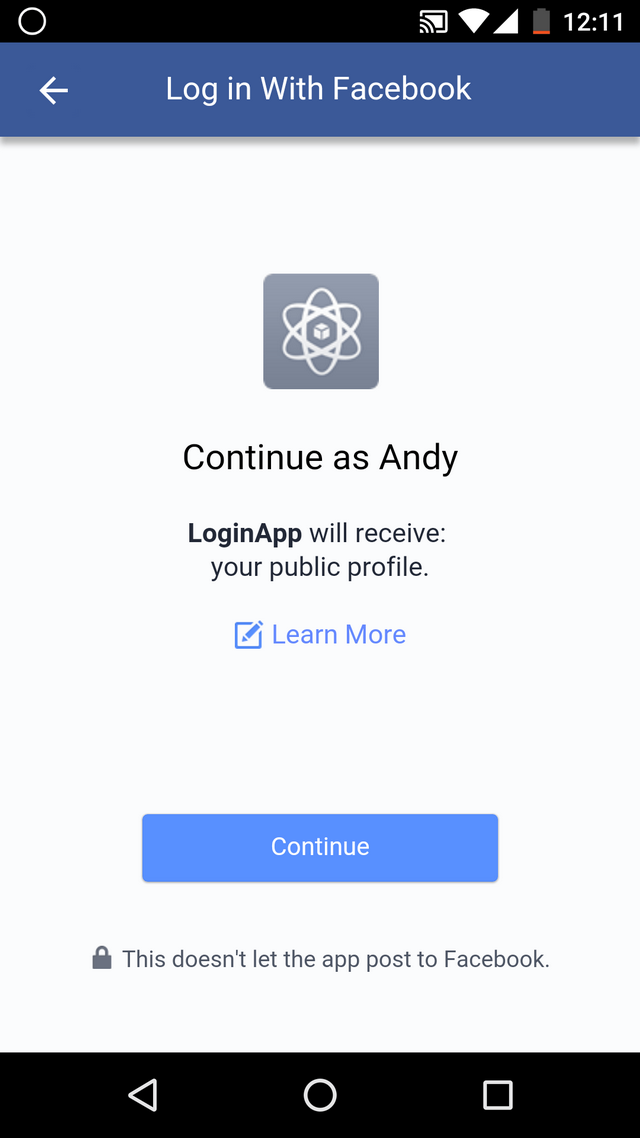 12:11
Log in With Facebook
Continue as Andy
LoginApp will receive:
your public profile.
Learn More
Continue
This doesn't let the app post to Facebook.